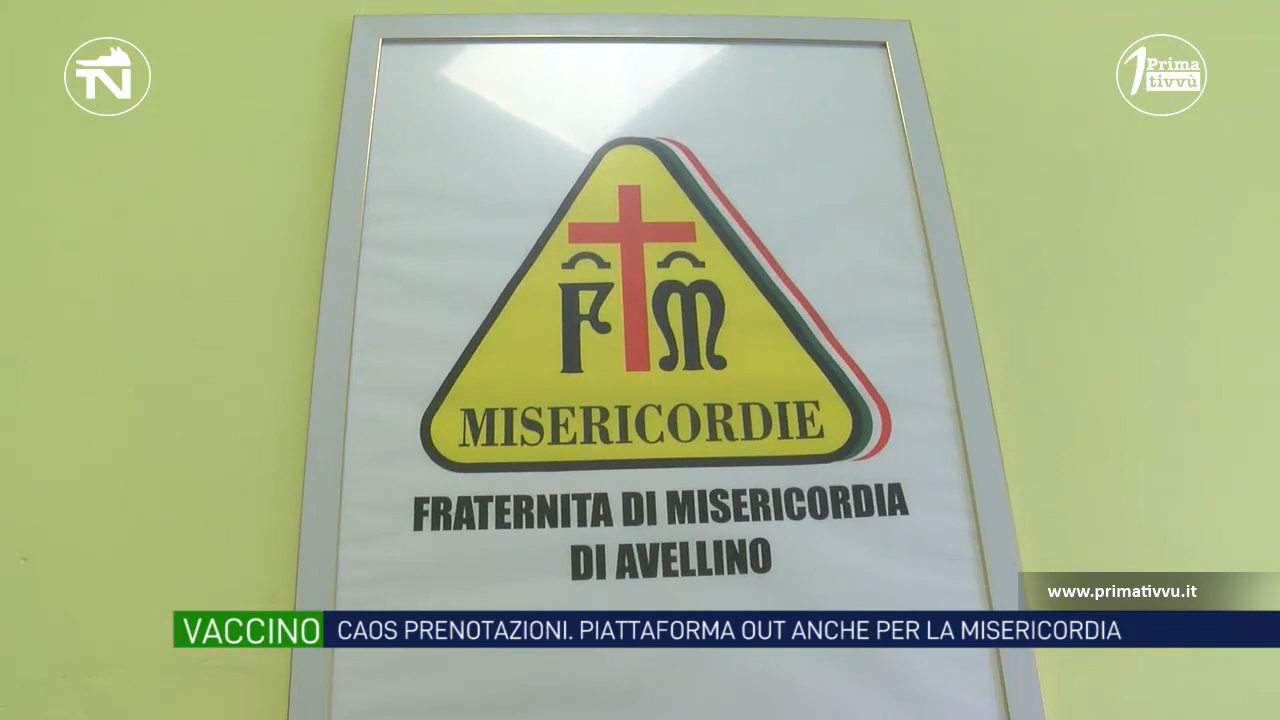 TN
1 Prima
tivvù
F M
MISERICORDIE
FRATERNITA DI MISERICORDIA
DI AVELLINO
www.primativvu.it
VACCINO CAOS PRENOTAZIONI. PIATTAFORMA OUT ANCHE PER LA MISERICORDIA